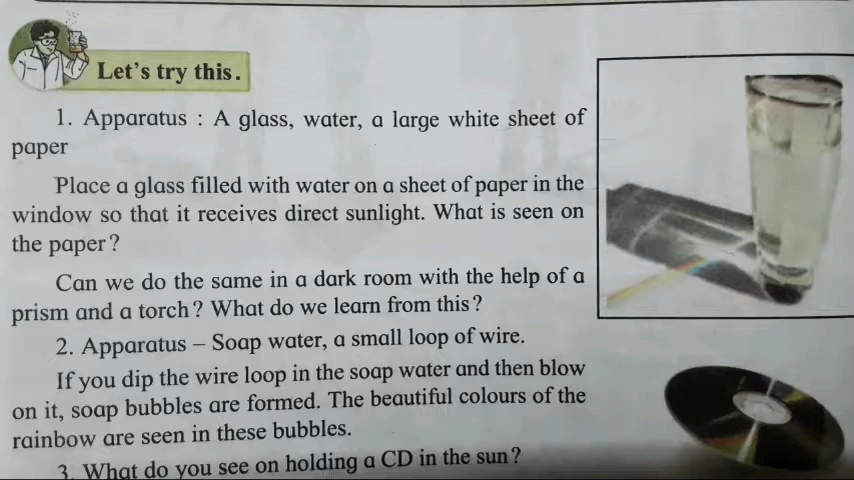 Let's try this.
1. Apparatus : A glass, water, a large white sheet of
paper
Place a glass filled with water on a sheet of paper in the
window so that it receives direct sunlight. What is seen on
the paper?
Can we do the same in a dark room with the help of a
prism and a torch? What do we learn from this?
2. Apparatus – Soap water, a small loop of wire.
If you dip the wire loop in the soap water and then blow
on it, soap bubbles are formed. The beautiful colours of the
rainbow are seen in these bubbles.
3. What do you see on holding a CD in the sun?